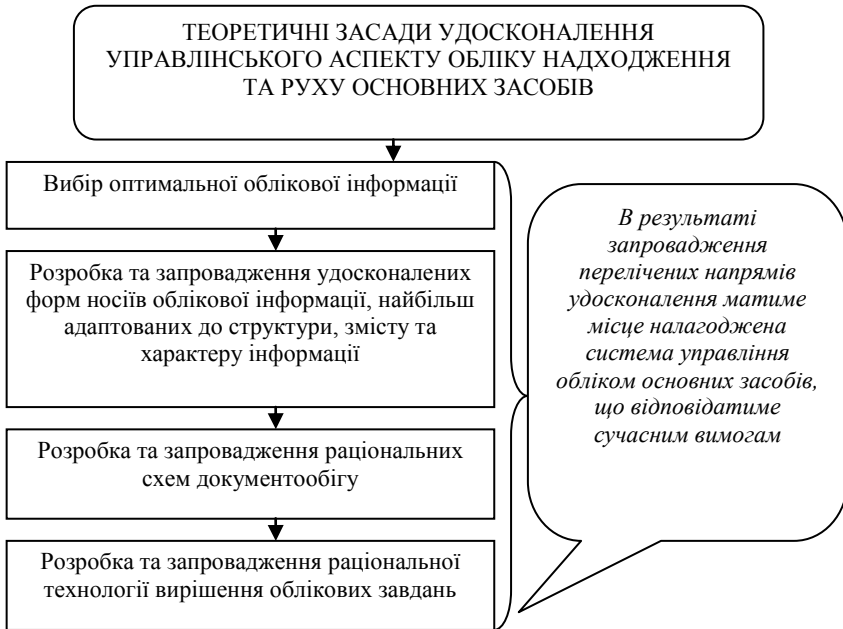 ТЕОРЕТИЧНІ ЗАСАДИ УДОСКОНАЛЕННЯ
УПРАВЛІНСЬКОГО АСПЕКТУ ОБЛІКУ НАДХОДЖЕННЯ
ТА РУХУ ОСНОВНИХ ЗАСОБІВ
Вибір оптимальної облікової інформації
Розробка та запровадження удосконалених
форм носіїв облікової інформації, найбільш
адаптованих до структури, змісту та
характеру інформації
Розробка та запровадження раціональних
схем документообігу
Розробка та запровадження раціональної
технології вирішення облікових завдань
В результаті
запровадження
перелічених напрямів
удосконалення матиме
місце налагоджена
система управління
обліком основних засобів,
що відповідатиме
сучасним вимогам